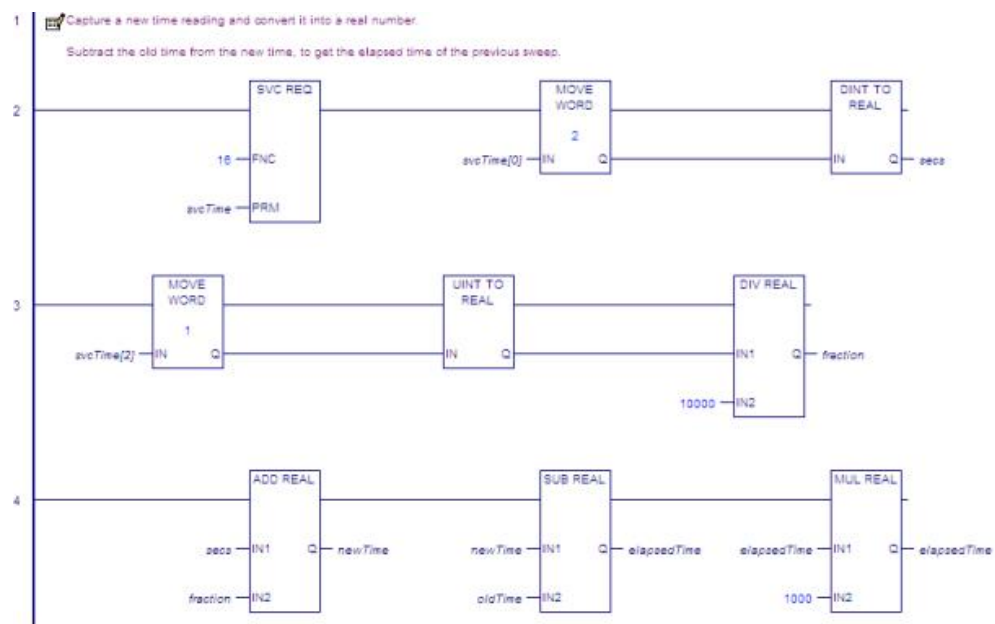 1 Capture a new time reading and convert it into a real number.
Subtract the old time from the new time, to get the elapsed time of the previous sweep.
2
SVC REQ
16 FNC
svcTime PRM
MOVE WORD
2
svcTime[0] IN Q
DINT TO REAL
IN Q secs
3
MOVE WORD
1
svcTime[2] IN Q
UINT TO REAL
IN Q
DIV REAL
IN1 Q fraction
10000 IN2
4
ADD REAL
secs IN1 Q newTime
fraction IN2
SUB REAL
newTime IN1 Q elapsedTime
oldTime IN2
MUL REAL
elapsedTime IN1 Q elapsedTime
1000 IN2